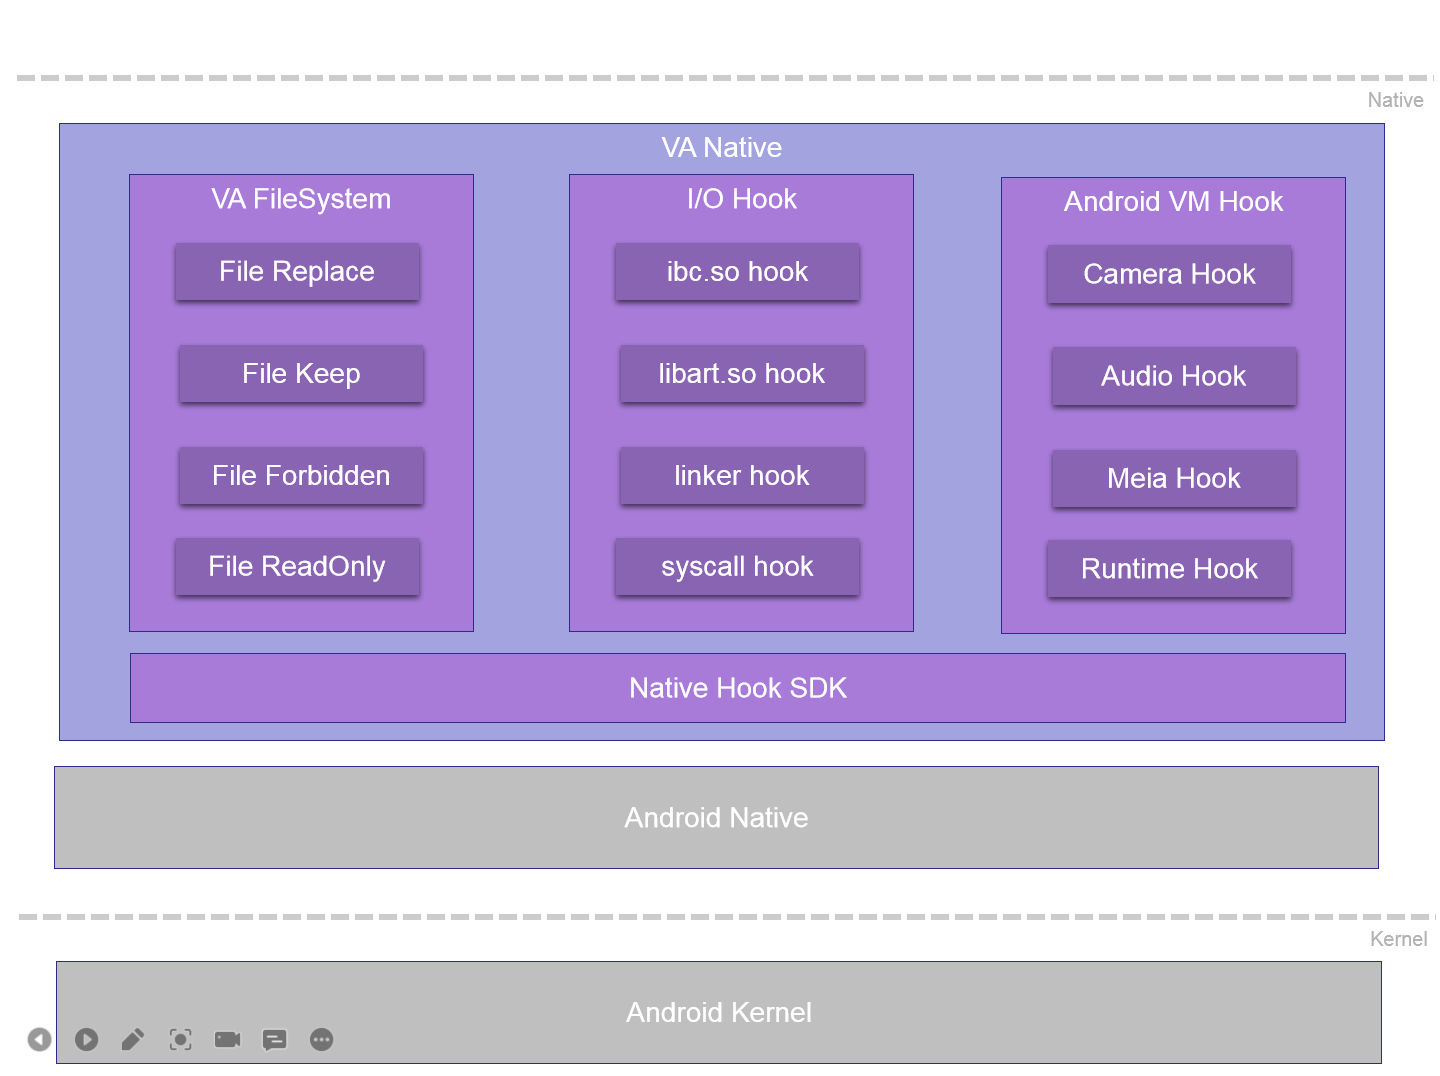 Native
VA Native
VA FileSystem
File Replace
File Keep
File Forbidden
File ReadOnly
I/O Hook
ibc.so hook
libart.so hook
linker hook
syscall hook
Android VM Hook
Camera Hook
Audio Hook
Meia Hook
Runtime Hook
Native Hook SDK
Android Native
Kernel
Android Kernel